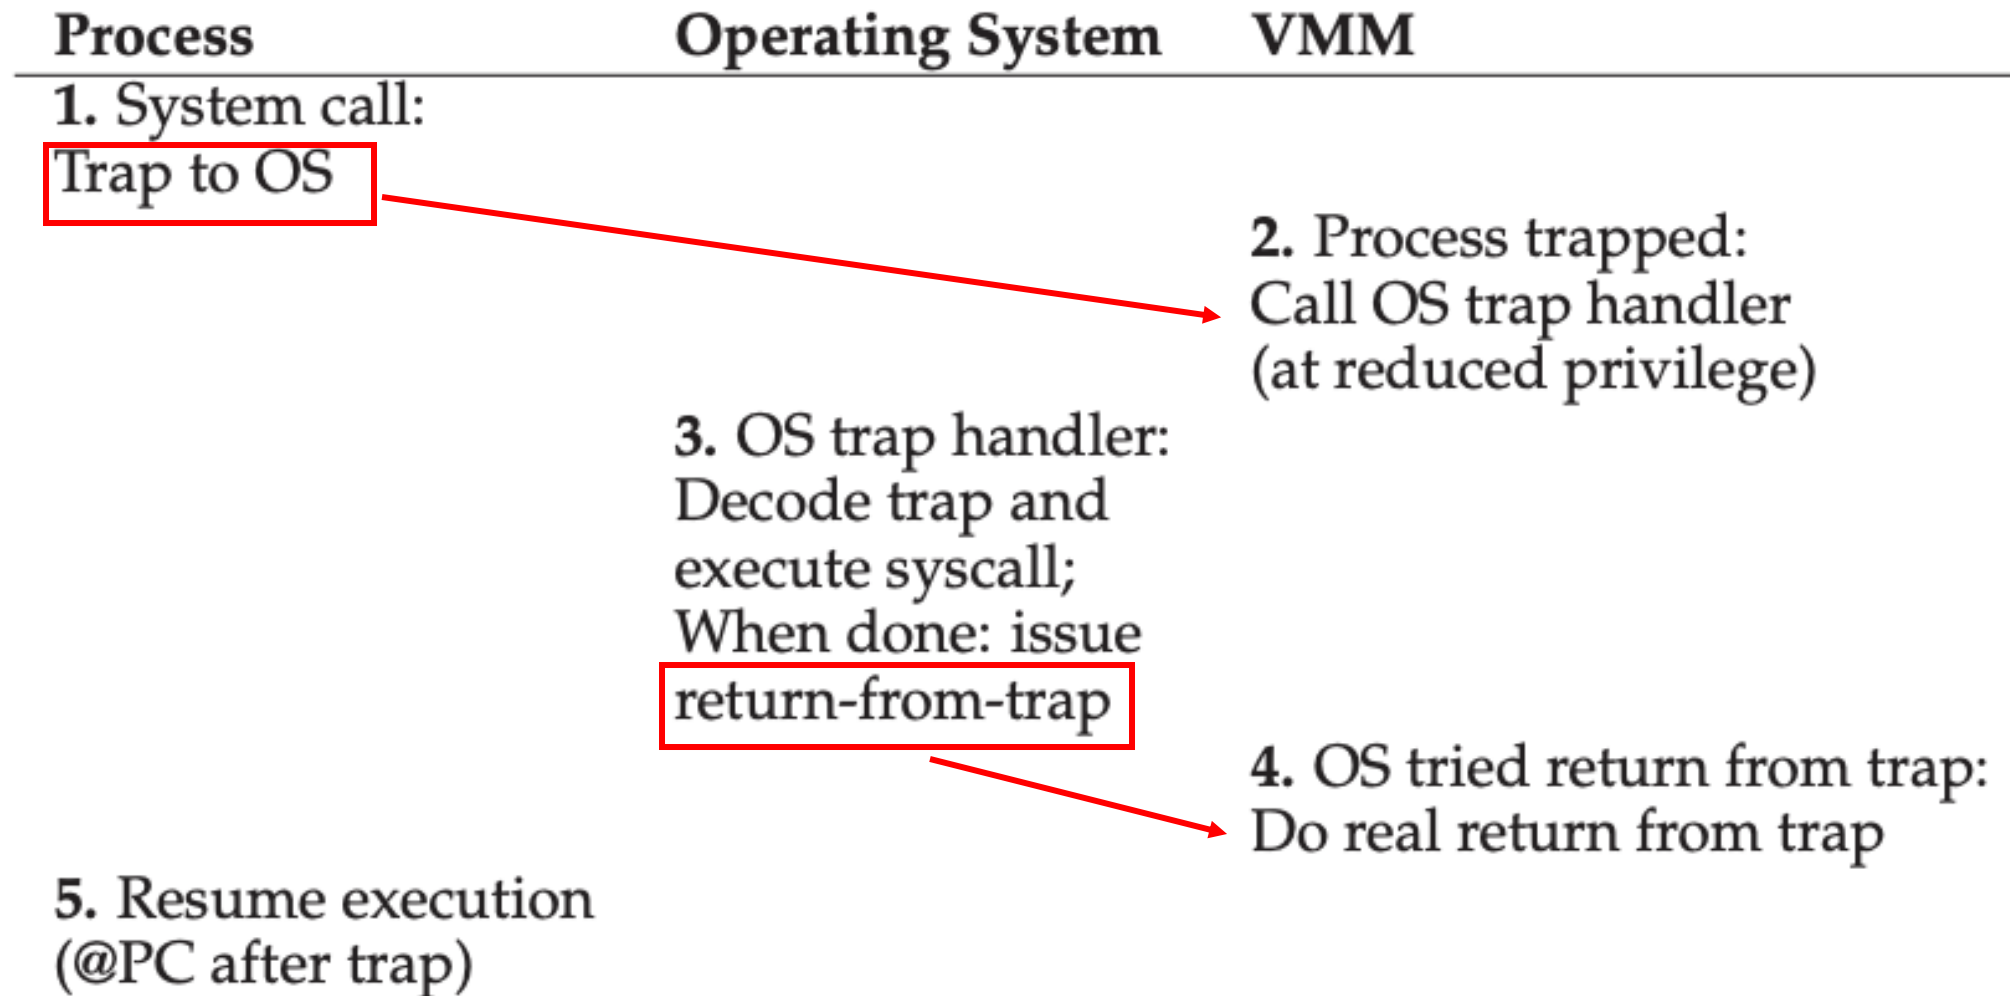 Process Operating System VMM
1. System call:
Trap to OS
2. Process trapped:
Call OS trap handler
(at reduced privilege)
3. OS trap handler:
Decode trap and
execute syscall;
When done: issue
return-from-trap
4. OS tried return from trap:
Do real return from trap
5. Resume execution
(@PC after trap)